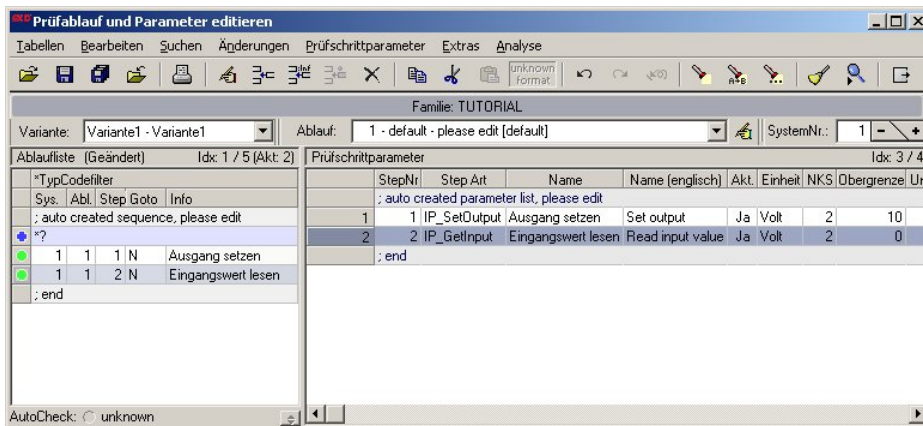 Prüfablauf und Parameter editieren
Tabellen Bearbeiten Suchen Änderungen Prüfschrittparameter Extras Analyse
unknown format
Familie: TUTORIAL
Variante: Variante1 - Variante1 Ablauf: 1 - default - please edit [default] SystemNr.: 1 - +
Ablaufliste (Geändert) Idx: 1 / 5 (Akt: 2) Prüfschrittparameter Idx: 3 / 4
*TypCodefilter StepNr Step Art Name Name (englisch) Akt. Einheit NKS Obergrenze
Sys. Abl. Step Goto Info ; auto created parameter list, please edit
; auto created sequence, please edit 1 1 IP_SetOutput Ausgang setzen Set output Ja Volt 2 10
*? 2 2 IP_GetInput Eingangswert lesen Read input value Ja Volt 2 0
1 1 1 N Ausgang setzen ; end
1 1 2 N Eingangswert lesen
; end
AutoCheck: unknown